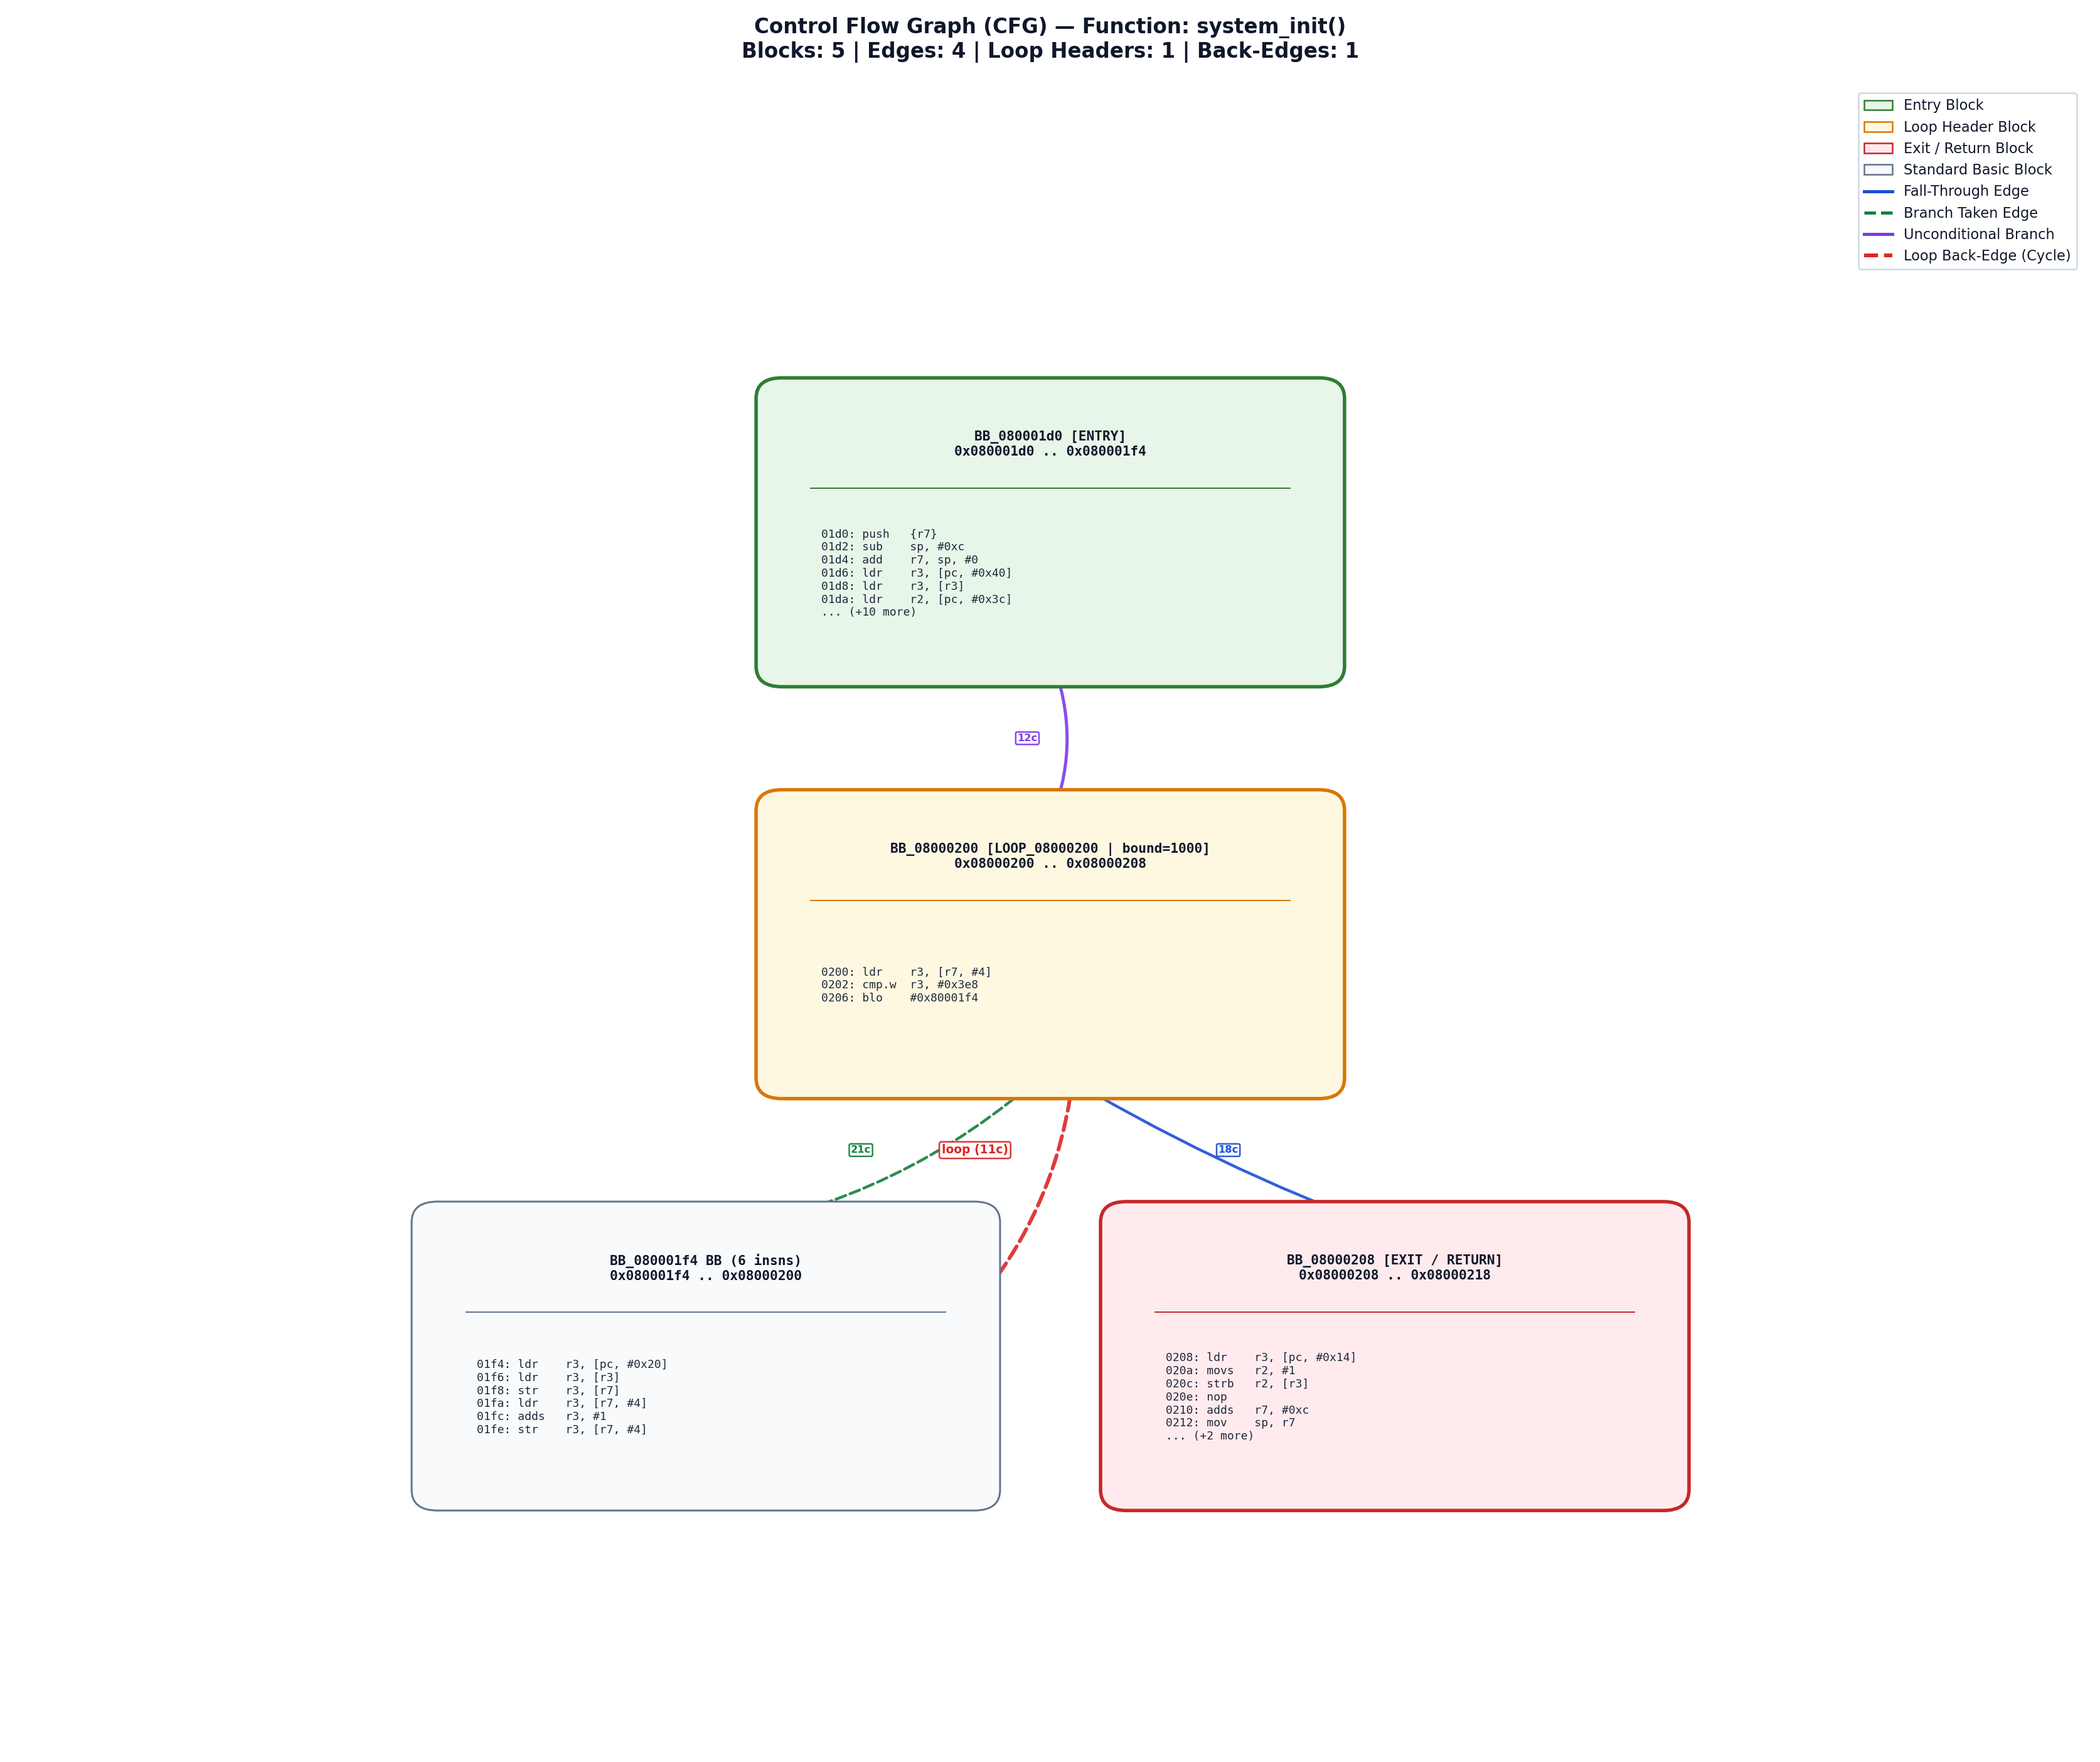 Control Flow Graph (CFG) — Function: system_init()
Blocks: 5 | Edges: 4 | Loop Headers: 1 | Back-Edges: 1
Entry Block
Loop Header Block
Exit / Return Block
Standard Basic Block
Fall-Through Edge
Branch Taken Edge
Unconditional Branch
Loop Back-Edge (Cycle)
BB_080001d0 [ENTRY]
0x080001d0 .. 0x080001f4
01d0: push   {r7}
01d2: sub    sp, #0xc
01d4: add    r7, sp, #0
01d6: ldr    r3, [pc, #0x40]
01d8: ldr    r3, [r3]
01da: ldr    r2, [pc, #0x3c]
... (+10 more)
12c
BB_08000200 [LOOP_08000200 | bound=1000]
0x08000200 .. 0x08000208
0200: ldr    r3, [r7, #4]
0202: cmp.w  r3, #0x3e8
0206: blo    #0x80001f4
21c
loop (11c)
18c
BB_080001f4 BB (6 insns)
0x080001f4 .. 0x08000200
01f4: ldr    r3, [pc, #0x20]
01f6: ldr    r3, [r3]
01f8: str    r3, [r7]
01fa: ldr    r3, [r7, #4]
01fc: adds   r3, #1
01fe: str    r3, [r7, #4]
BB_08000208 [EXIT / RETURN]
0x08000208 .. 0x08000218
0208: ldr    r3, [pc, #0x14]
020a: movs   r2, #1
020c: strb   r2, [r3]
020e: nop
0210: adds   r7, #0xc
0212: mov    sp, r7
... (+2 more)